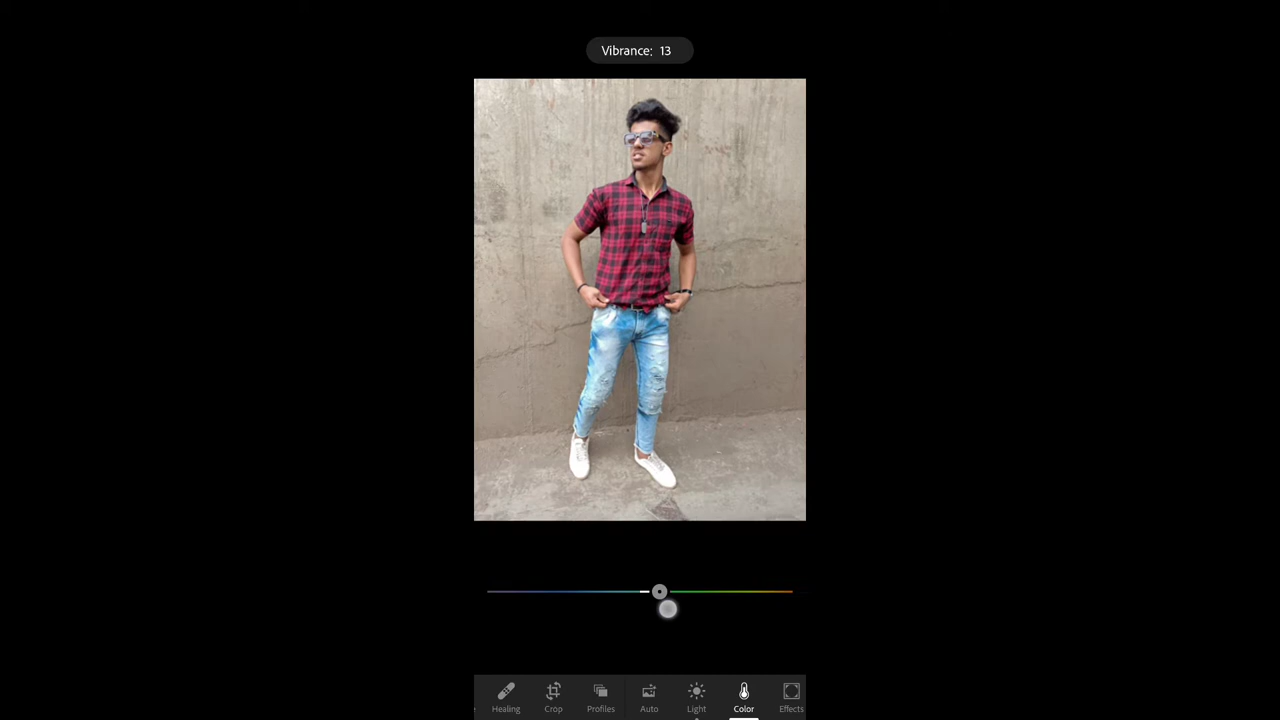 Vibrance: 13
Healing
Crop
Profiles
Auto
Light
Color
Effects